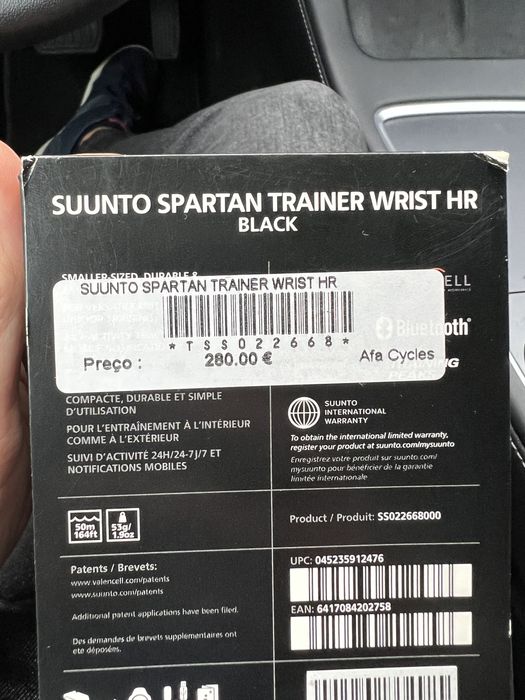 SUUNTO SPARTAN TRAINER WRIST HR
BLACK
SMALLER-SIZED, DURABLE &
SUUNTO SPARTAN TRAINER WRIST HR
*TSS022668*
Preço : 280.00 € Afa Cycles
Bluetooth®
PEAKS
COMPACTE, DURABLE ET SIMPLE
D'UTILISATION
POUR L'ENTRAÎNEMENT À L'INTÉRIEUR
COMME À L'EXTÉRIEUR
SUIVI D'ACTIVITÉ 24H/24-7J/7 ET
NOTIFICATIONS MOBILES
SUUNTO
INTERNATIONAL
WARRANTY
To obtain the international limited warranty,
register your product at suunto.com/mysuunto
Enregistrez votre produit sur suunto.com/
mysuunto pour bénéficier de la garantie
limitée internationale
50m
164ft
53g/
1.9oz
Product / Produit: SS022668000
Patents / Brevets:
www.valencell.com/patents
www.suunto.com/patents
Additional patent applications have been filed.
Des demandes de brevets supplémentaires ont
été déposées.
UPC: 045235912476
EAN: 6417084202758